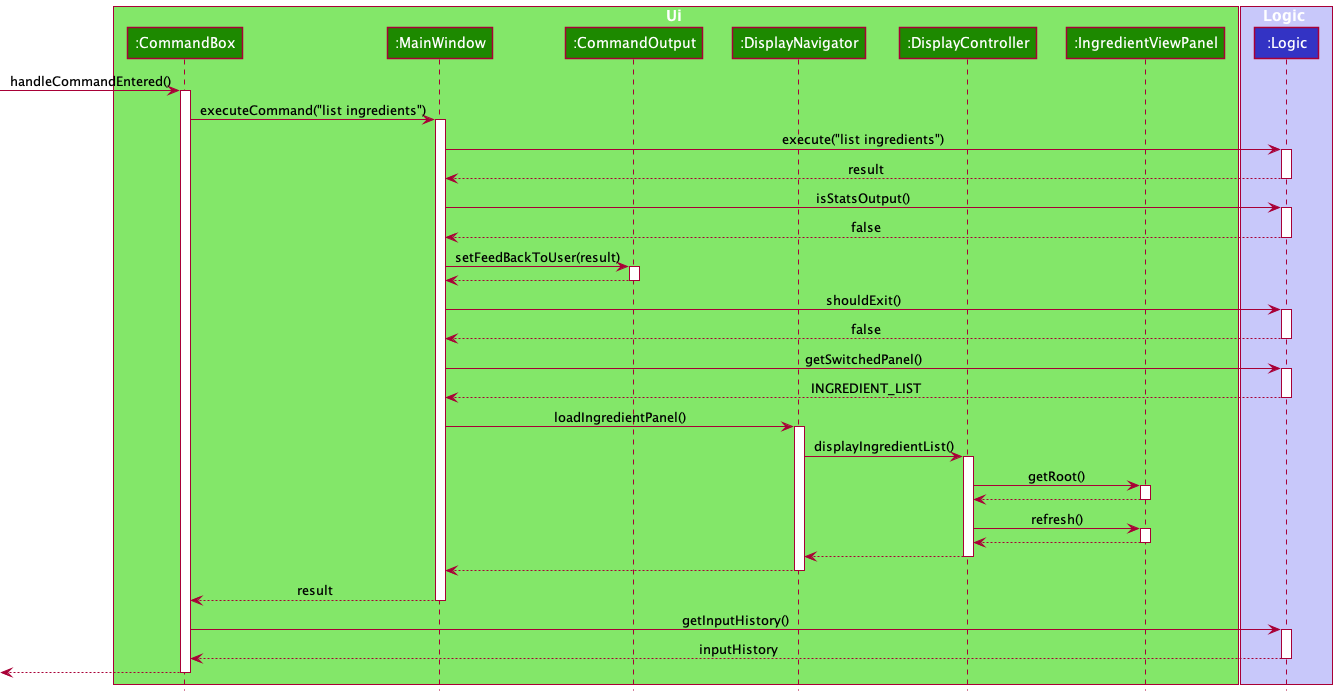 Ui
Logic
:CommandBox
:MainWindow
:CommandOutput
:DisplayNavigator
:DisplayController
:IngredientViewPanel
:Logic
handleCommandEntered()
executeCommand("list ingredients")
execute("list ingredients")
result
isStatsOutput()
false
setFeedBackToUser(result)
shouldExit()
false
getSwitchedPanel()
INGREDIENT_LIST
loadIngredientPanel()
displayIngredientList()
getRoot()
refresh()
result
getInputHistory()
inputHistory